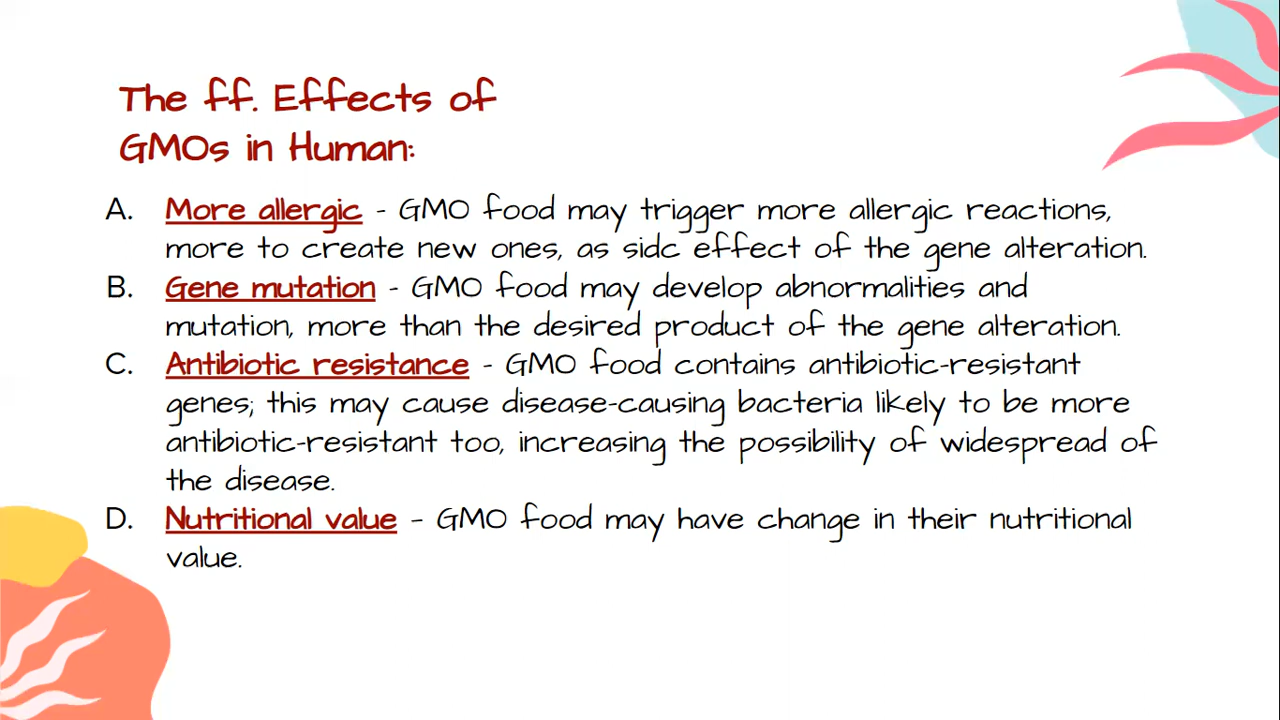 The ff. Effects of
GMOs in Human:
A. More allergic - GMO food may trigger more allergic reactions,
more to create new ones, as sidc effect of the gene alteration.
B. Gene mutation - GMO food may develop abnormalities and
mutation, more than the desired product of the gene alteration.
C. Antibiotic resistance - GMO food contains antibiotic-resistant
genes; this may cause disease-causing bacteria likely to be more
antibiotic-resistant too, increasing the possibility of widespread of
the disease.
D. Nutritional value - GMO food may have change in their nutritional
value.